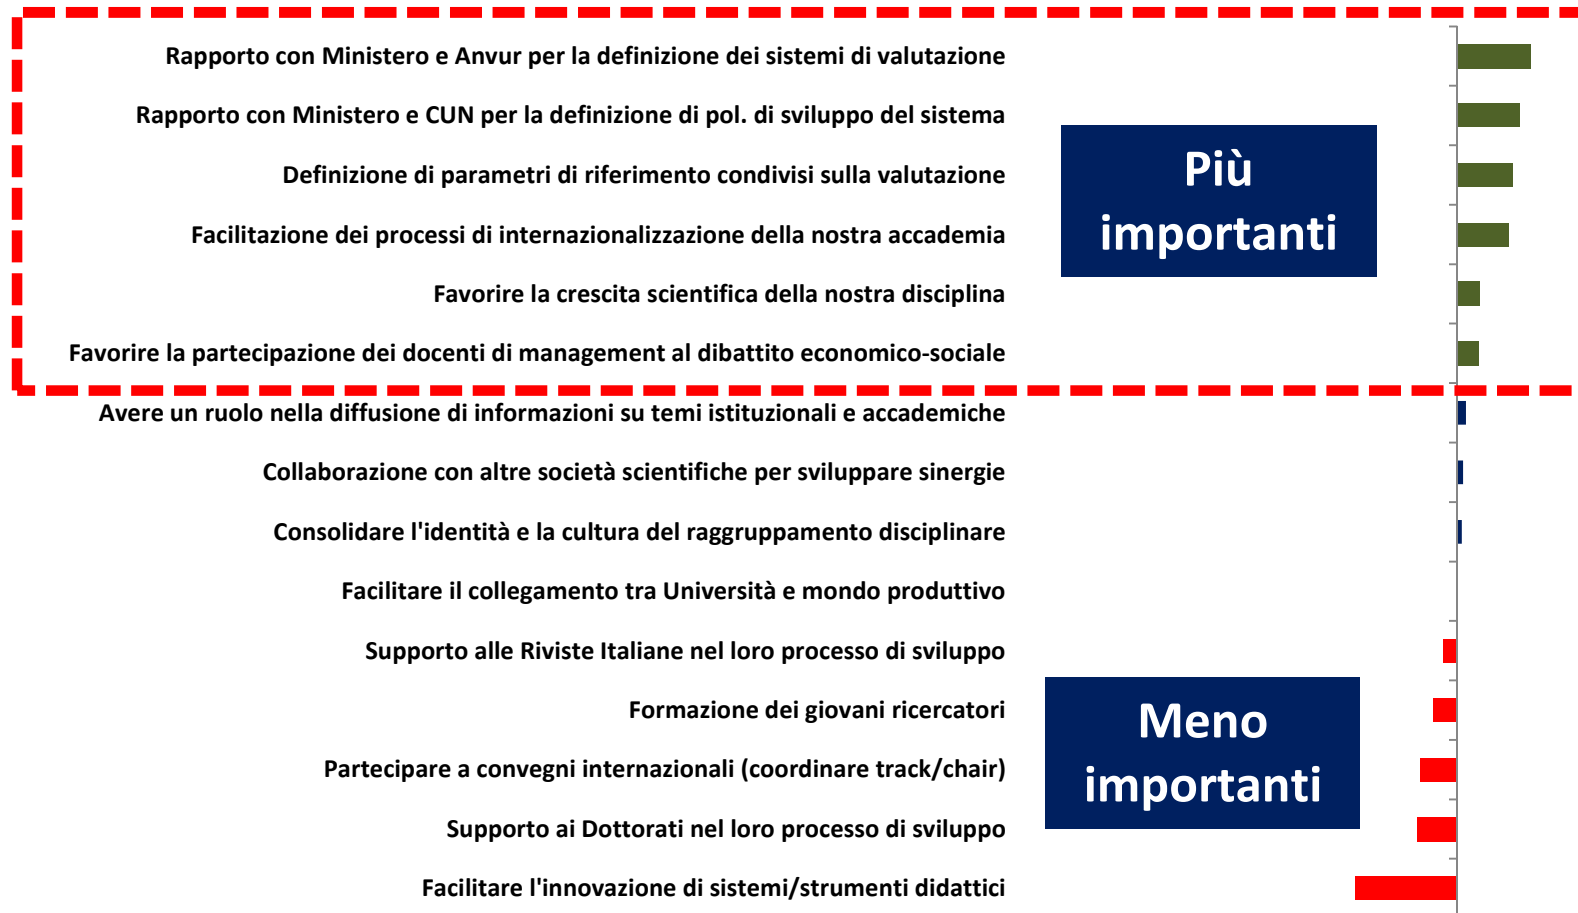 Rapporto con Ministero e Anvur per la definizione dei sistemi di valutazione
Rapporto con Ministero e CUN per la definizione di pol. di sviluppo del sistema
Definizione di parametri di riferimento condivisi sulla valutazione
Facilitazione dei processi di internazionalizzazione della nostra accademia
Favorire la crescita scientifica della nostra disciplina
Favorire la partecipazione dei docenti di management al dibattito economico-sociale
Più
importanti
Avere un ruolo nella diffusione di informazioni su temi istituzionali e accademiche
Collaborazione con altre società scientifiche per sviluppare sinergie
Consolidare l'identità e la cultura del raggruppamento disciplinare
Facilitare il collegamento tra Università e mondo produttivo
Supporto alle Riviste Italiane nel loro processo di sviluppo
Formazione dei giovani ricercatori
Partecipare a convegni internazionali (coordinare track/chair)
Supporto ai Dottorati nel loro processo di sviluppo
Facilitare l'innovazione di sistemi/strumenti didattici
Meno
importanti